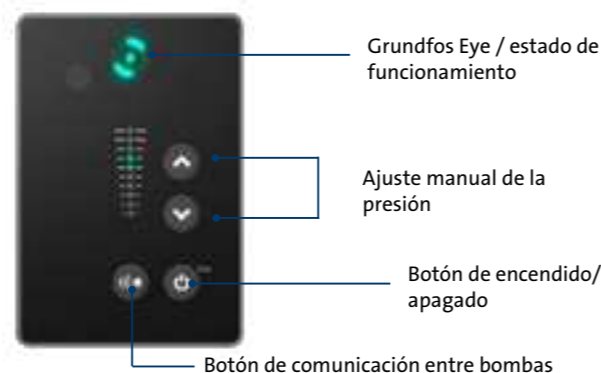 Grundfos Eye / estado de
funcionamiento
Ajuste manual de la
presión
Botón de encendido/
apagado
Botón de comunicación entre bombas